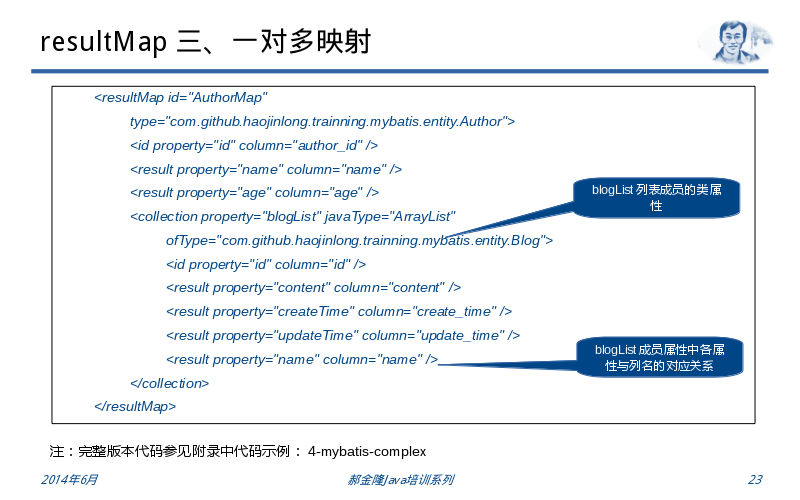 resultMap 三、一对多映射
<resultMap id="AuthorMap"
type="com.github.haojinlong.trainning.mybatis.entity.Author">
<id property="id" column="author_id" />
<result property="name" column="name" />
<result property="age" column="age" />
<collection property="blogList" javaType="ArrayList"
ofType="com.github.haojinlong.trainning.mybatis.entity.Blog">
<id property="id" column="id" />
<result property="content" column="content" />
<result property="createTime" column="create_time" />
<result property="updateTime" column="update_time" />
<result property="name" column="name" />
</collection>
</resultMap>
blogList 列表成员的类属
性
blogList 成员属性中各属
性与列名的对应关系
注：完整版本代码参见附录中代码示例： 4-mybatis-complex
2014年6月
郝金隆Java培训系列
23